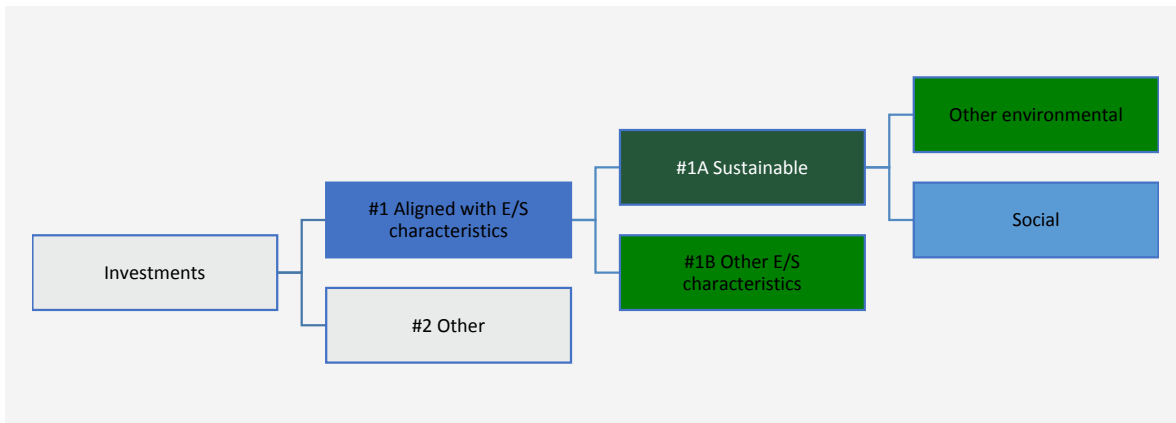 Investments
#1 Aligned with E/S
characteristics
#2 Other
#1A Sustainable
#1B Other E/S
characteristics
Other environmental
Social